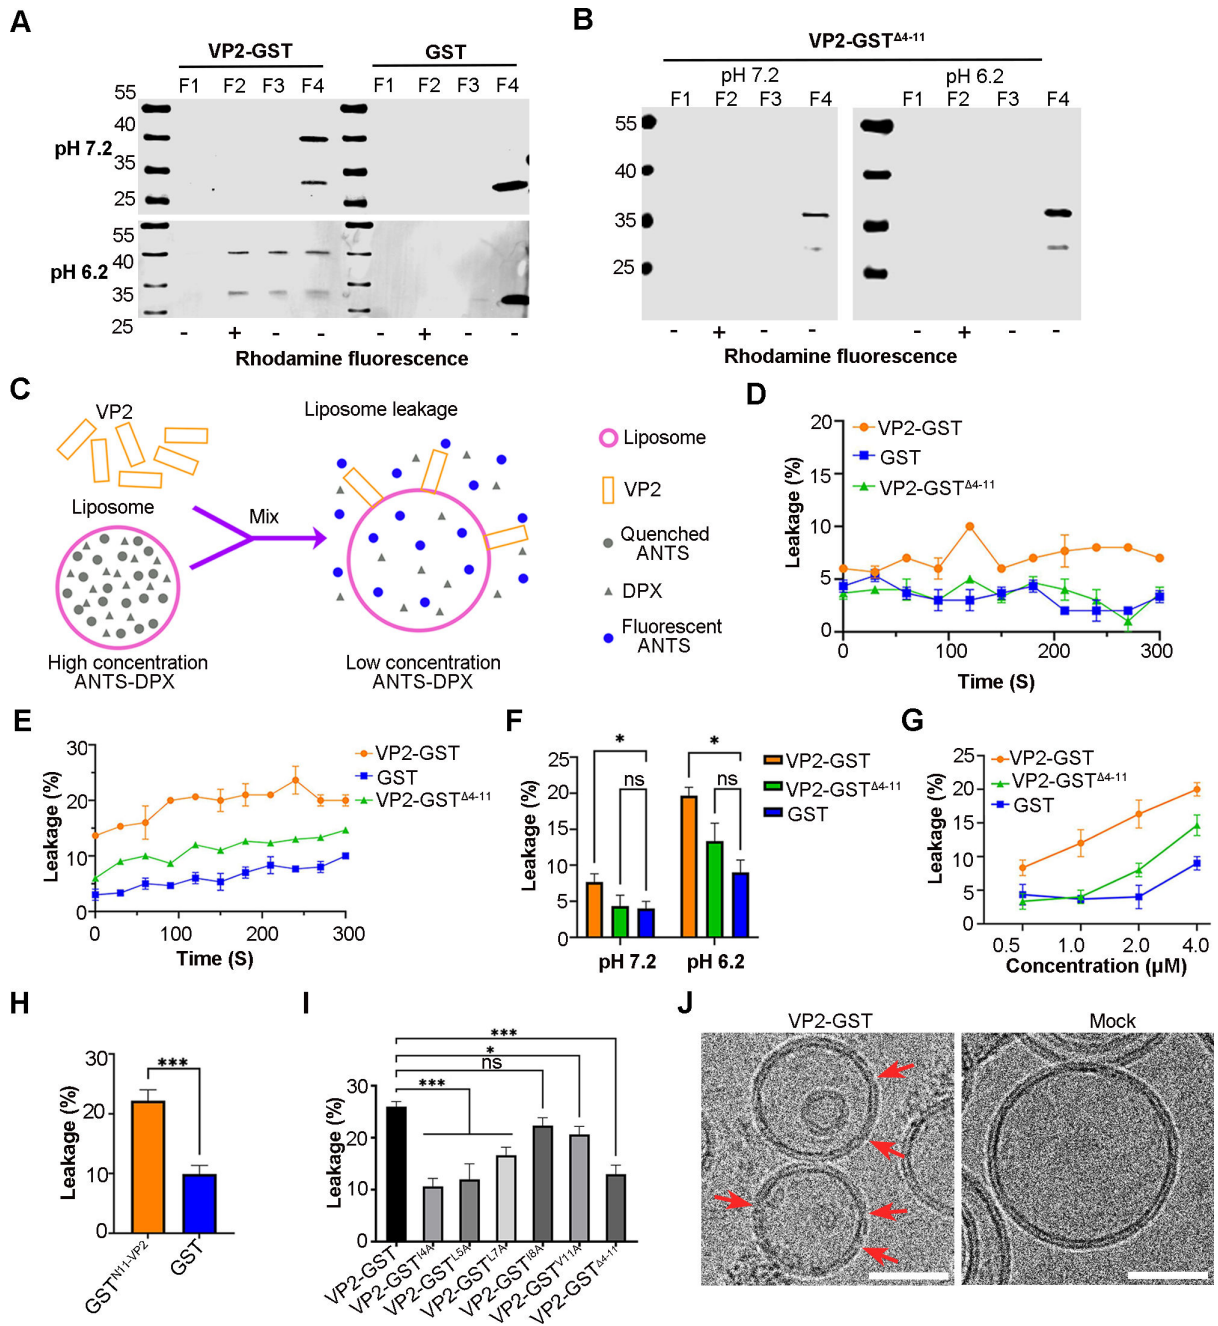 A
VP2-GST
GST
F1 F2 F3 F4 F1 F2 F3 F4
55
40
pH 7.2
35
25
55
40
pH 6.2
35
25
- + - - - + - -
Rhodamine fluorescence
B
VP2-GSTΔ4-11
pH 7.2 pH 6.2
F1 F2 F3 F4 F1 F2 F3 F4
55
40
35
25
- + - - - + - -
Rhodamine fluorescence
C
VP2
Liposome leakage
Liposome
Mix
High concentration
ANTS-DPX
Low concentration
ANTS-DPX
Liposome
VP2
Quenched
ANTS
DPX
Fluorescent
ANTS
D
Leakage (%)
20
15
10
5
0
0 100 200 300
Time (S)
VP2-GST
GST
VP2-GSTΔ4-11
E
Leakage (%)
30
20
10
0
0 100 200 300
Time (S)
VP2-GST
GST
VP2-GSTΔ4-11
F
Leakage (%)
25
20
15
10
5
0
* ns * ns
pH 7.2 pH 6.2
VP2-GST
VP2-GSTΔ4-11
GST
G
Leakage (%)
25
20
15
10
5
0
0.5 1.0 2.0 4.0
Concentration (µM)
VP2-GST
VP2-GSTΔ4-11
GST
H
Leakage (%)
30
20
10
0
***
GSTN11-VP2
GST
I
Leakage (%)
30
20
10
0
***
*
ns
***
VP2-GST
VP2-GSTI4A
VP2-GSTL5A
VP2-GSTL7A
VP2-GSTI8A
VP2-GSTV11A
VP2-GSTΔ4-11
J
VP2-GST
Mock